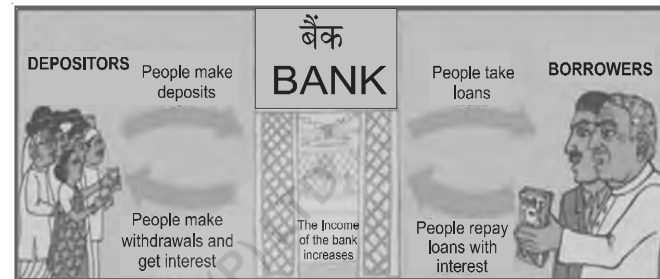 बैंक
BANK
DEPOSITORS
People make
deposits
People take
loans
BORROWERS
People make
withdrawals and
get interest
The Income
of the bank
increases
People repay
loans with
interest